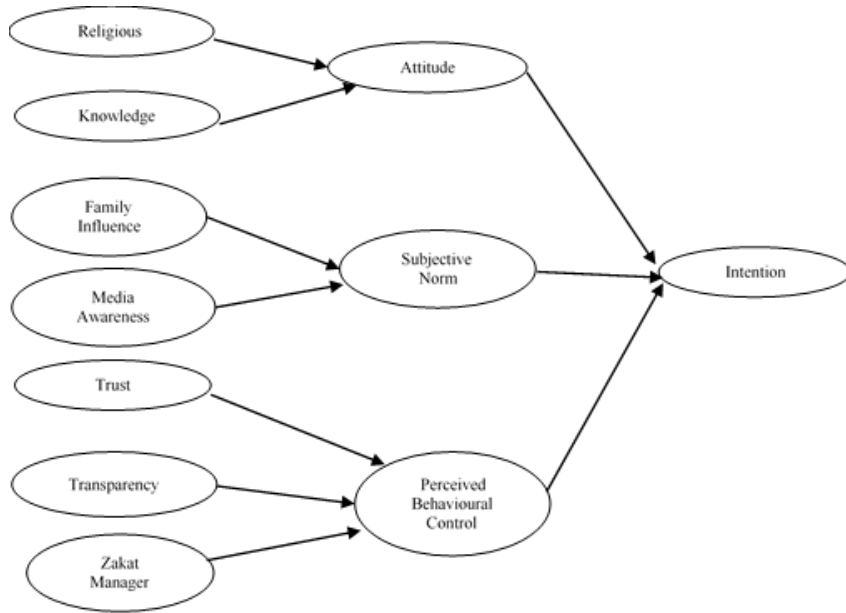 Religious
Knowledge
Family
Influence
Media
Awareness
Trust
Transparency
Zakat
Manager
Attitude
Subjective
Norm
Perceived
Behavioural
Control
Intention